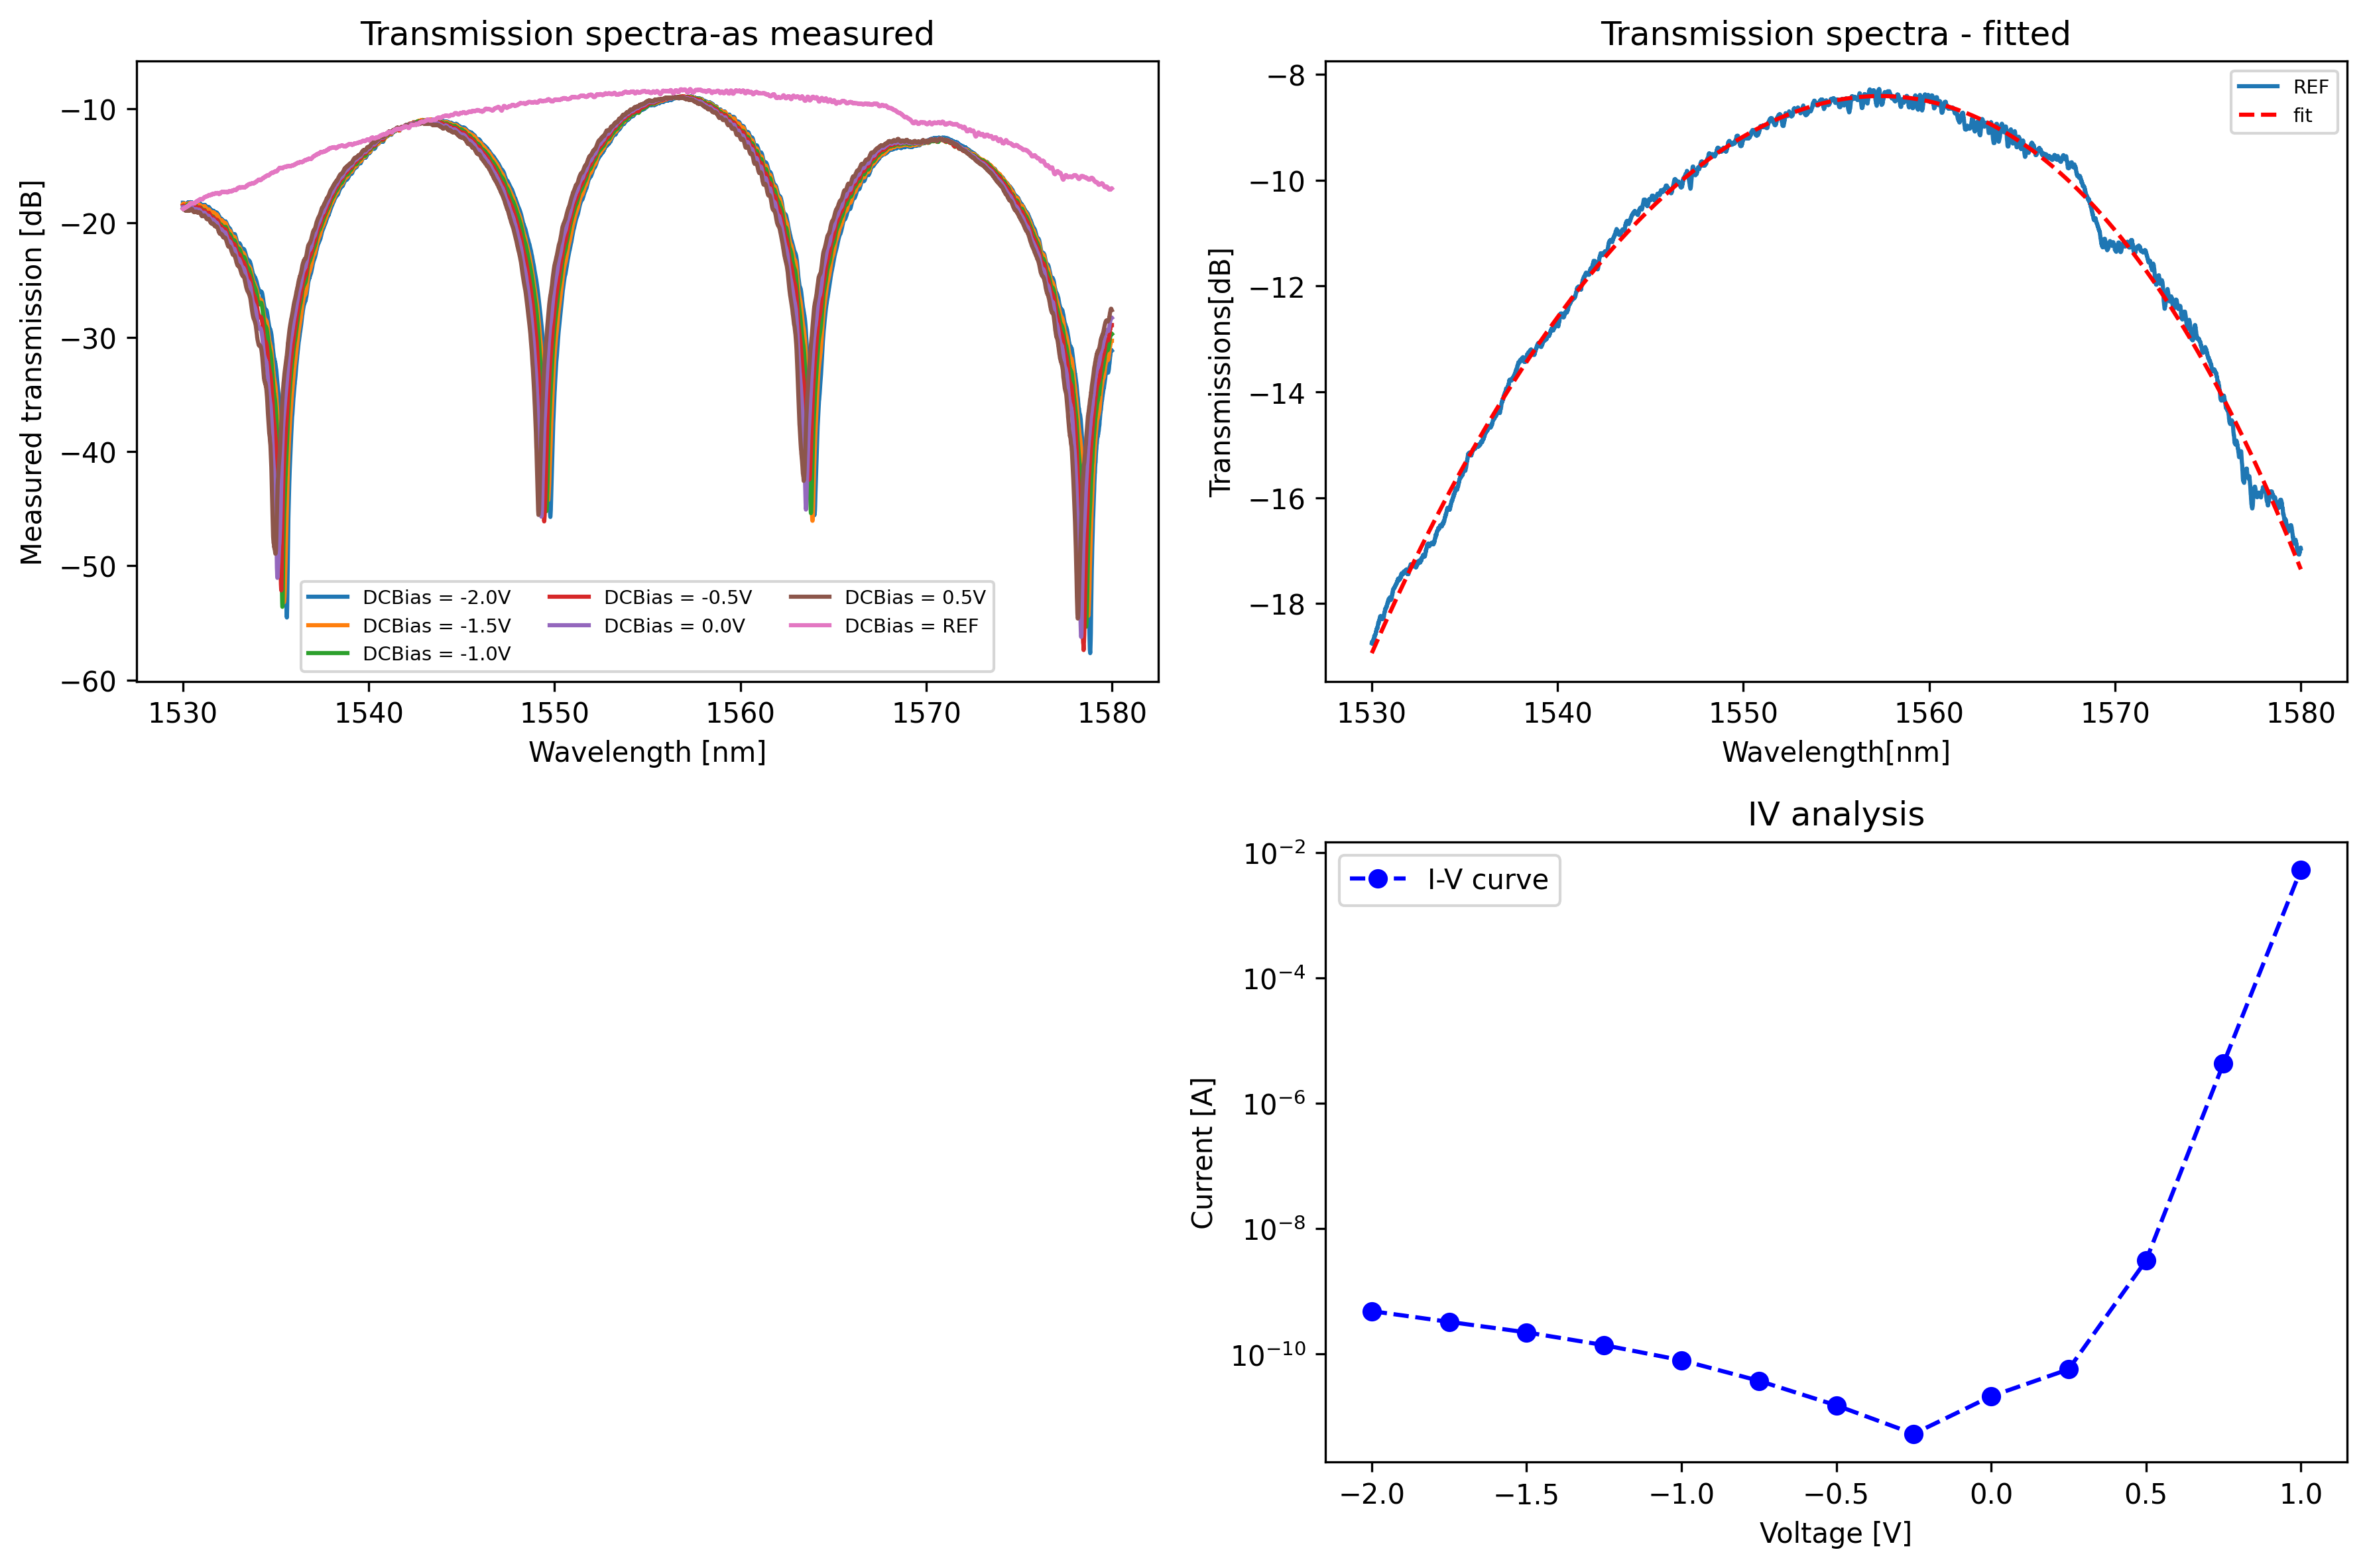 Transmission spectra-as measured
Measured transmission [dB]
−10
−20
−30
−40
−50
−60
1530
1540
1550
1560
1570
1580
Wavelength [nm]
DCBias = -2.0V
DCBias = -1.5V
DCBias = -1.0V
DCBias = -0.5V
DCBias = 0.0V
DCBias = 0.5V
DCBias = REF
Transmission spectra - fitted
Transmissions[dB]
−8
−10
−12
−14
−16
−18
1530
1540
1550
1560
1570
1580
Wavelength[nm]
REF
fit
IV analysis
Current [A]
10−2
10−4
10−6
10−8
10−10
−2.0
−1.5
−1.0
−0.5
0.0
0.5
1.0
Voltage [V]
I-V curve